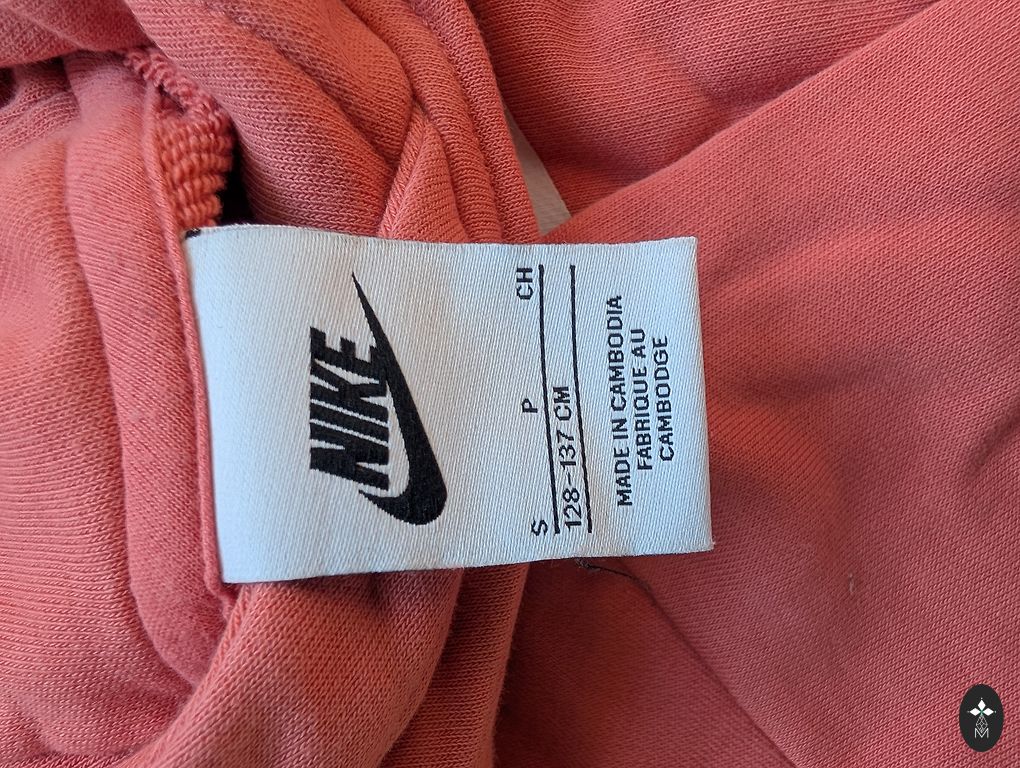 NIKE
S P CH
128-137 CM
MADE IN CAMBODIA
FABRIQUE AU
CAMBODGE
M